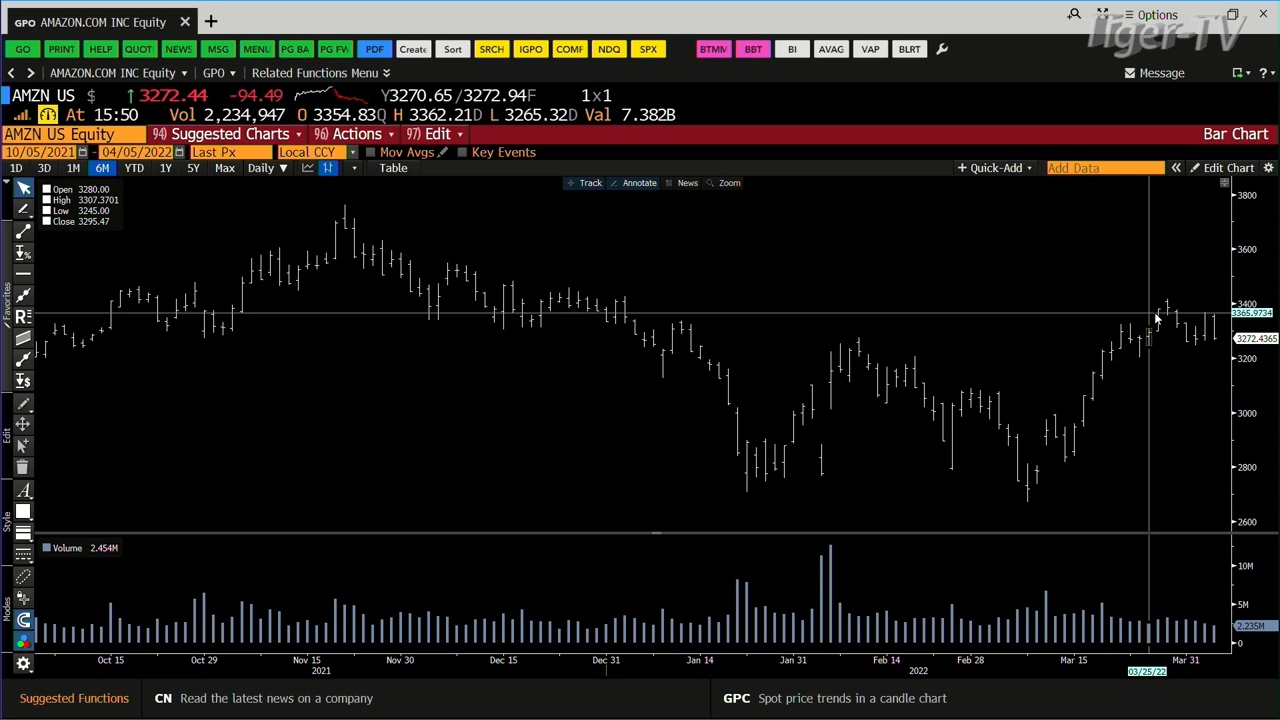 GPO AMAZON.COM INC Equity × +
Options
Tiger-TV
GO PRINT HELP QUOT NEWS MSG MENU PG BA PG FV PDF Create Sort SRCH IGPO COMF NDQ SPX BTMM BBT BI AVAG VAP BLRT
AMAZON.COM INC Equity GPO Related Functions Menu Message ?
AMZN US $ ↑ 3272.44 -94.49 Y3270.65/3272.94F 1x1
At 15:50 Vol 2,234,947 O 3354.83Q H 3362.21D L 3265.32D Val 7.382B
AMZN US Equity 94) Suggested Charts 96) Actions 97) Edit Bar Chart
10/05/2021 - 04/05/2022 Last Px Local CCY Mov Avgs Key Events
1D 3D 1M 6M YTD 1Y 5Y Max Daily Table + Quick-Add Add Data Edit Chart
Track Annotate News Zoom
Open 3280.00
High 3307.3701
Low 3245.00
Close 3295.47
3800
3600
3400
3365.9734
3272.4365
3200
3000
2800
2600
Favorites
Edit
Style
Modes
Volume 2.454M
10M
5M
2.235M
0
Oct 15 Oct 29 Nov 15 Nov 30 Dec 15 Dec 31 Jan 14 Jan 31 Feb 14 Feb 28 Mar 15 Mar 31
2021 2022 03/25/22
Suggested Functions CN Read the latest news on a company GPC Spot price trends in a candle chart